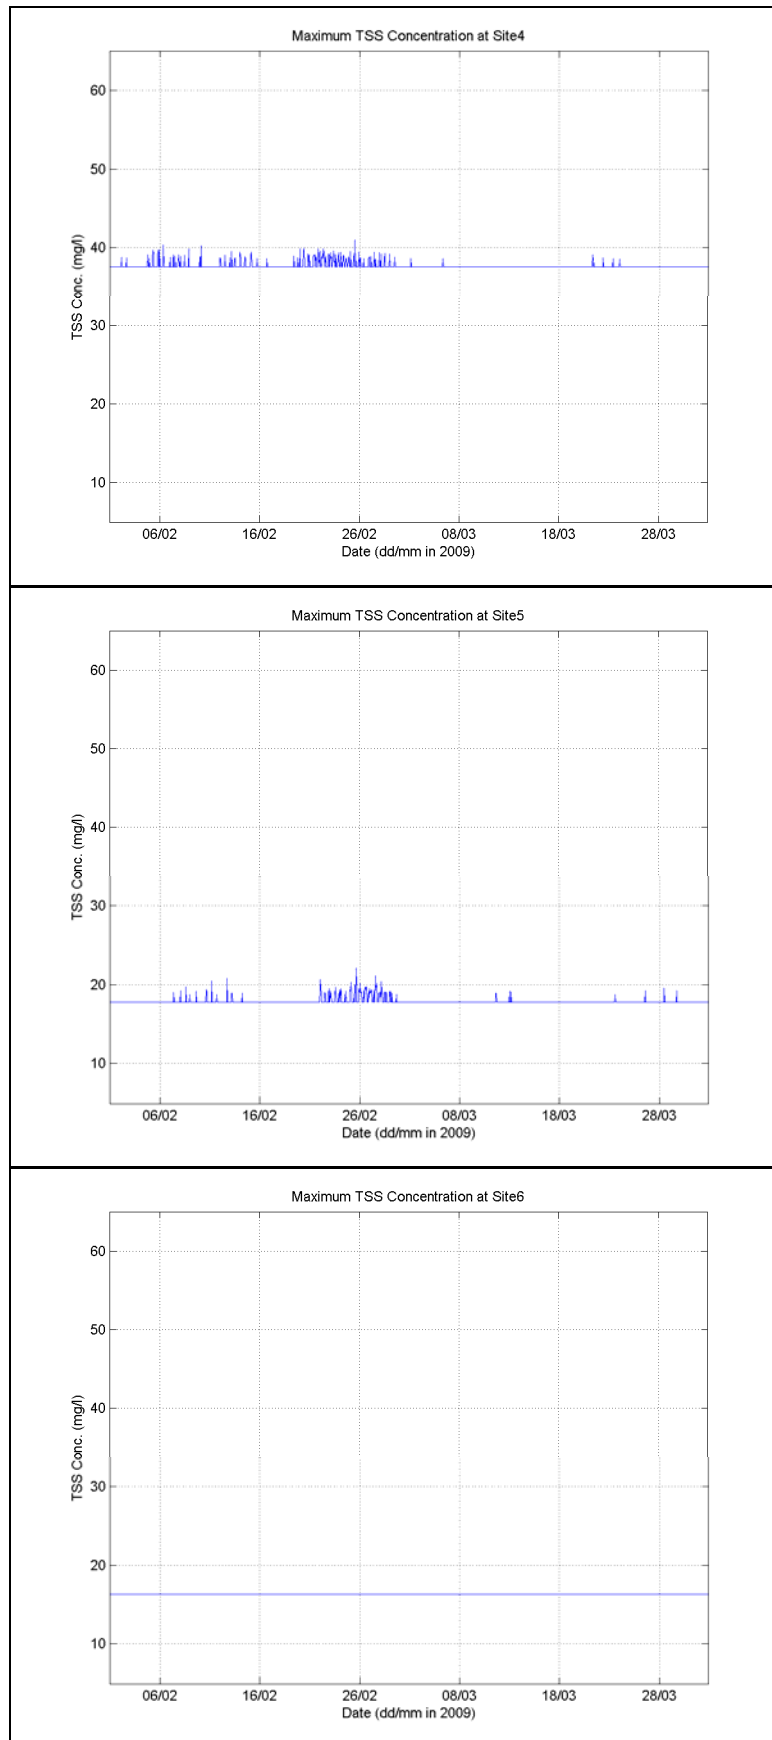 Maximum TSS Concentration at Site4
60
50
40
30
20
10
TSS Conc. (mg/l)
06/02 16/02 26/02 08/03 18/03 28/03
Date (dd/mm in 2009)
Maximum TSS Concentration at Site5
60
50
40
30
20
10
TSS Conc. (mg/l)
06/02 16/02 26/02 08/03 18/03 28/03
Date (dd/mm in 2009)
Maximum TSS Concentration at Site6
60
50
40
30
20
10
TSS Conc. (mg/l)
06/02 16/02 26/02 08/03 18/03 28/03
Date (dd/mm in 2009)